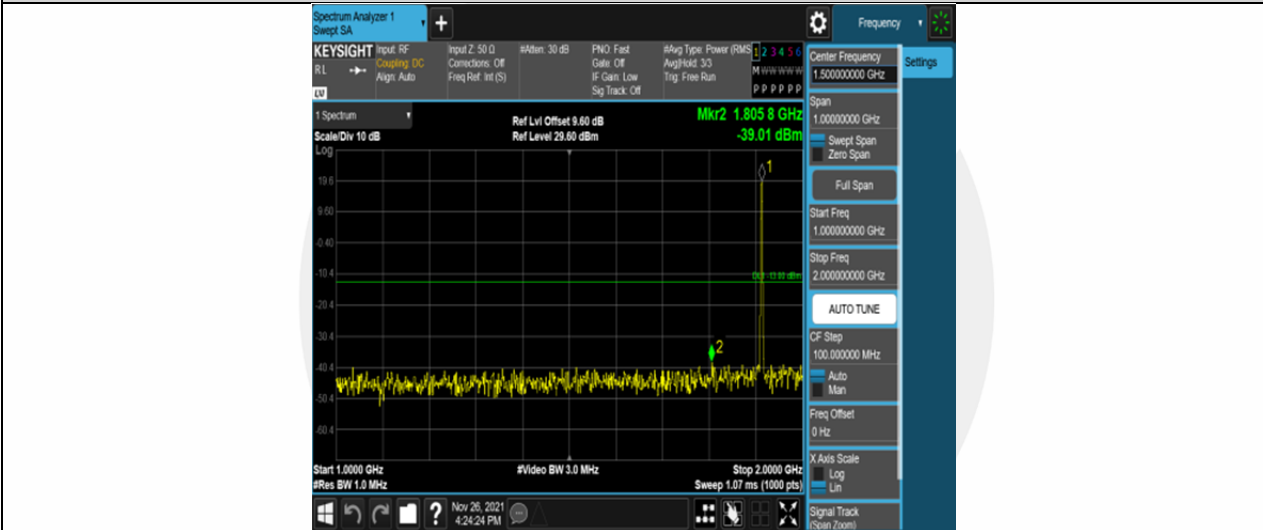 Spectrum Analyzer 1
Swept SA
+
Frequency
KEYSIGHT Input: RF
Coupling: DC
Align: Auto
RL
LV
Input Z: 50 Ω
Corrections: Off
Freq Ref: Int (S)
#Atten: 30 dB
PNO: Fast
Gate: Off
IF Gain: Low
Sig Track: Off
#Avg Type: Power (RMS
Avg|Hold: 3/3
Trig: Free Run
1 2 3 4 5 6
M W W W W W
P P P P P P
1 Spectrum
Scale/Div 10 dB
Ref Lvl Offset 9.60 dB
Ref Level 29.60 dBm
Mkr2 1.805 8 GHz
-39.01 dBm
Log
19.6
9.60
-0.40
-10.4
-20.4
-30.4
-40.4
-50.4
-60.4
1
DL1 -13.00 dBm
2
Start 1.0000 GHz
#Res BW 1.0 MHz
#Video BW 3.0 MHz
Stop 2.0000 GHz
Sweep 1.07 ms (1000 pts)
Center Frequency
1.500000000 GHz
Settings
Span
1.00000000 GHz
Swept Span
Zero Span
Full Span
Start Freq
1.000000000 GHz
Stop Freq
2.000000000 GHz
AUTO TUNE
CF Step
100.000000 MHz
Auto
Man
Freq Offset
0 Hz
X Axis Scale
Log
Lin
Signal Track
(Span Zoom)
?
Nov 26, 2021
4:24:24 PM